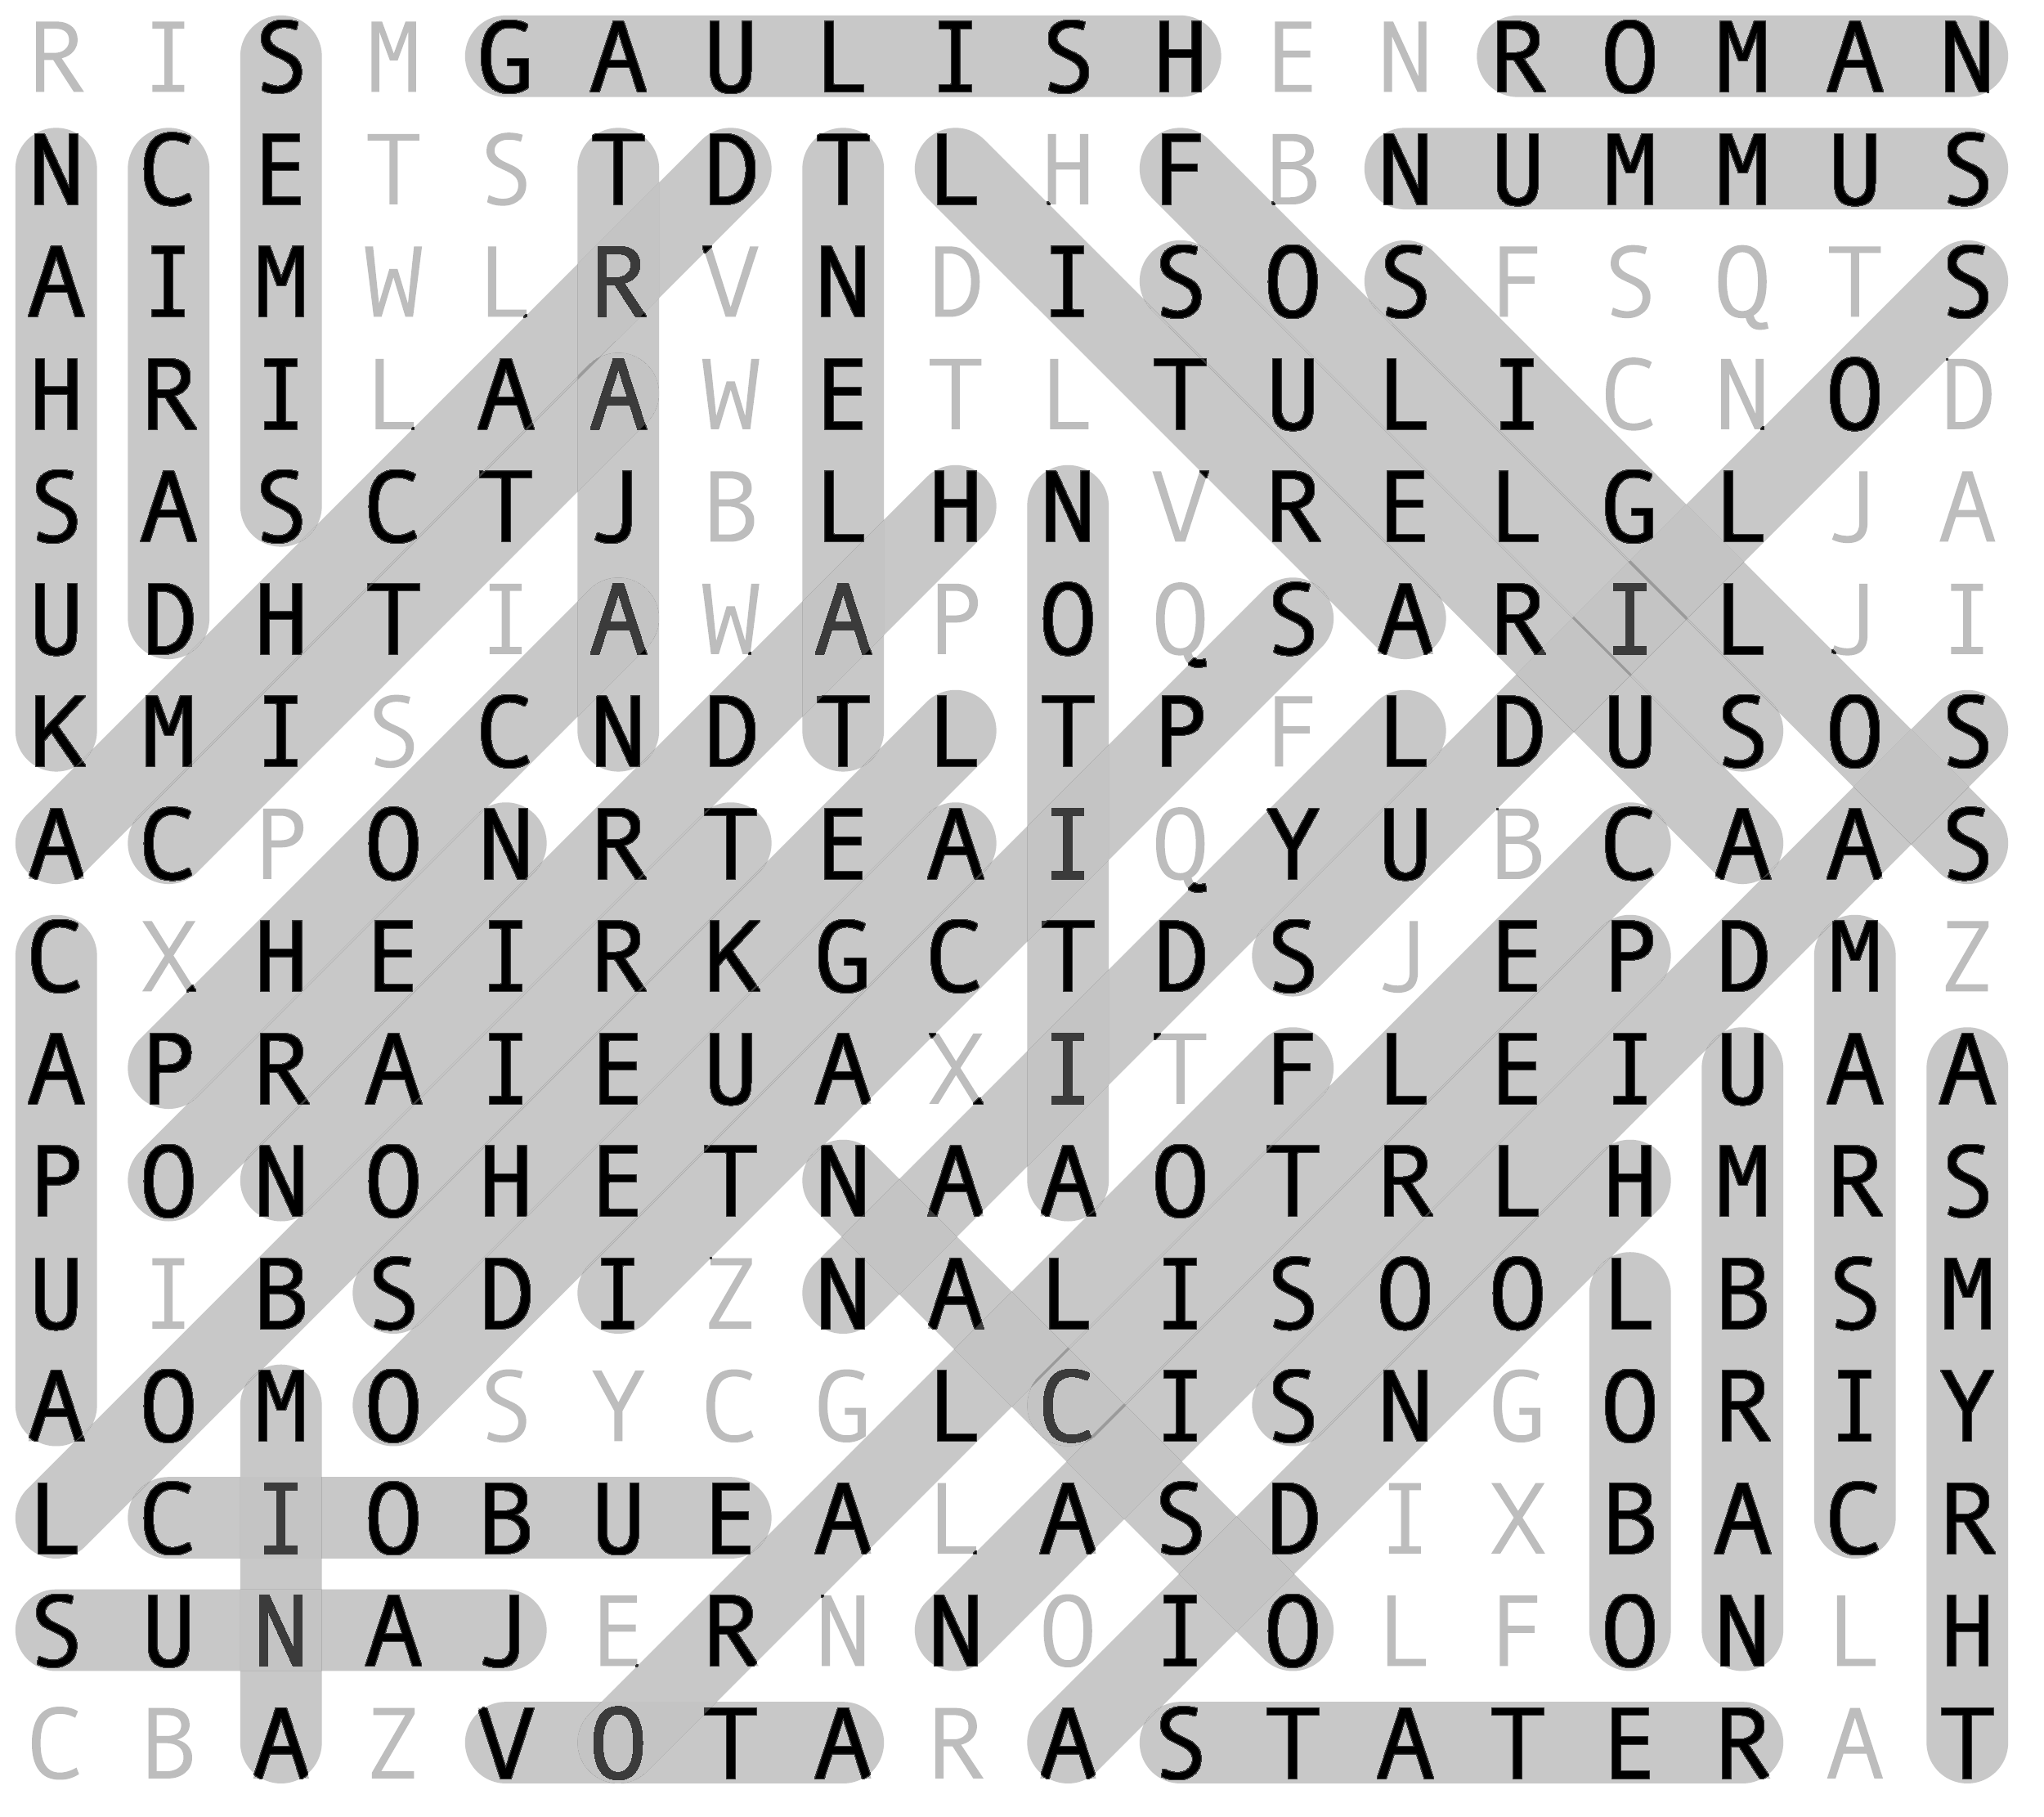 R I S M G A U L I S H E N R O M A N
N C E T S T D T L H F B N U M M U S
A I M W L R V N D I S O S F S Q T S
H R I L A A W E T L T U L I C N O D
S A S C T J B L H N V R E L G L J A
U D H T I A W A P O Q S A R I L J I
K M I S C N D T L T P F L D U S O S
A C P O N R T E A I Q Y U B C A A S
C X H E I R K G C T D S J E P D M Z
A P R A I E U A X I T F L E I U A A
P O N O H E T N A A O T R L H M R S
U I B S D I Z N A L I S O O L B S M
A O M O S Y C G L C I S N G O R I Y
L C I O B U E A L A S D I X B A C R
S U N A J E R N N O I O L F O N L H
C B A Z V O T A R A S T A T E R A T